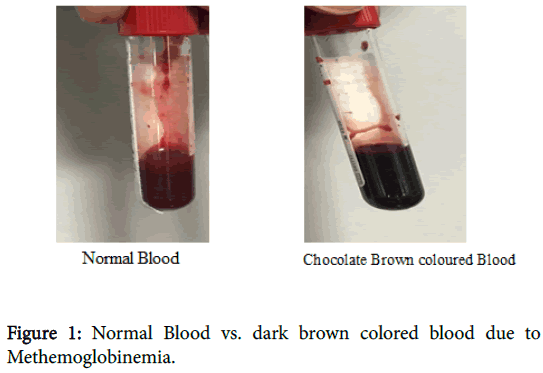 Normal Blood
Chocolate Brown coloured Blood
Figure 1: Normal Blood vs. dark brown colored blood due to
Methemoglobinemia.